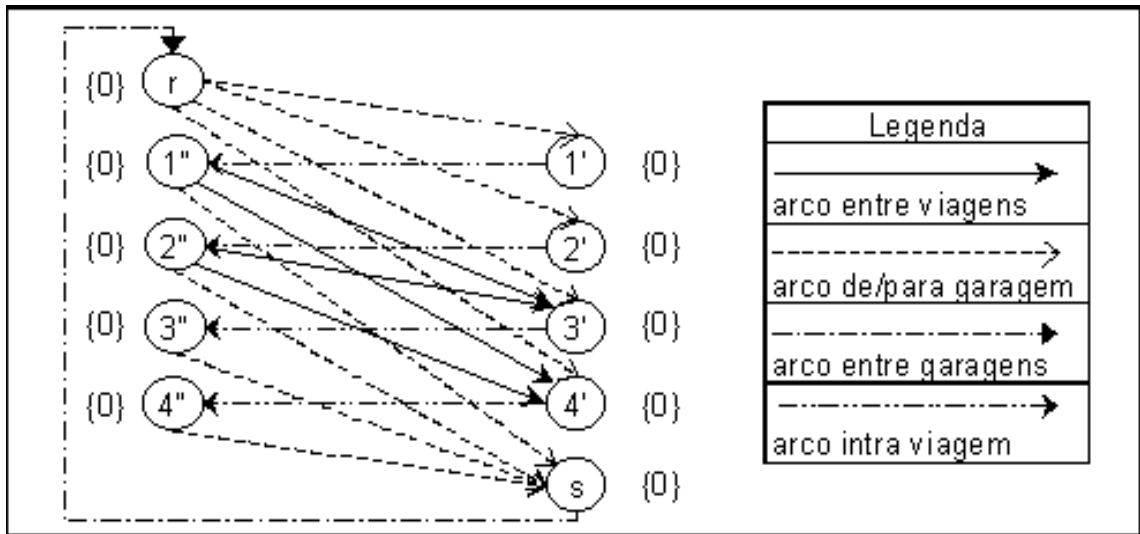 {0} r
{0} 1" 1' {0}
{0} 2" 2' {0}
{0} 3" 3' {0}
{0} 4" 4' {0}
s {0}
Legenda
arco entre viagens
arco de/para garagem
arco entre garagens
arco intra viagem